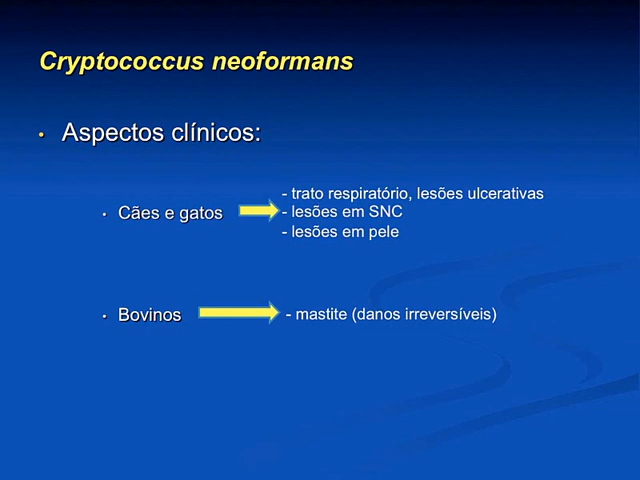 Cryptococcus neoformans
• Aspectos clínicos:
• Cães e gatos
- trato respiratório, lesões ulcerativas
- lesões em SNC
- lesões em pele
• Bovinos
- mastite (danos irreversíveis)